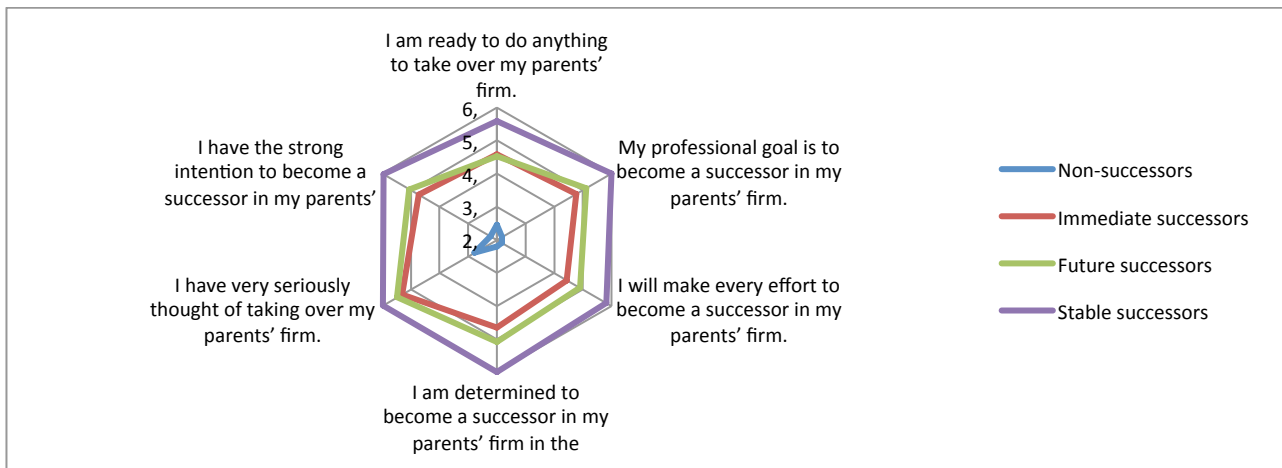 I am ready to do anything
to take over my parents’
firm.
6,
5,
4,
3,
2,
My professional goal is to
become a successor in my
parents’ firm.
I will make every effort to
become a successor in my
parents’ firm.
I am determined to
become a successor in my
parents’ firm in the
I have very seriously
thought of taking over my
parents’ firm.
I have the strong
intention to become a
successor in my parents’
Non-successors
Immediate successors
Future successors
Stable successors